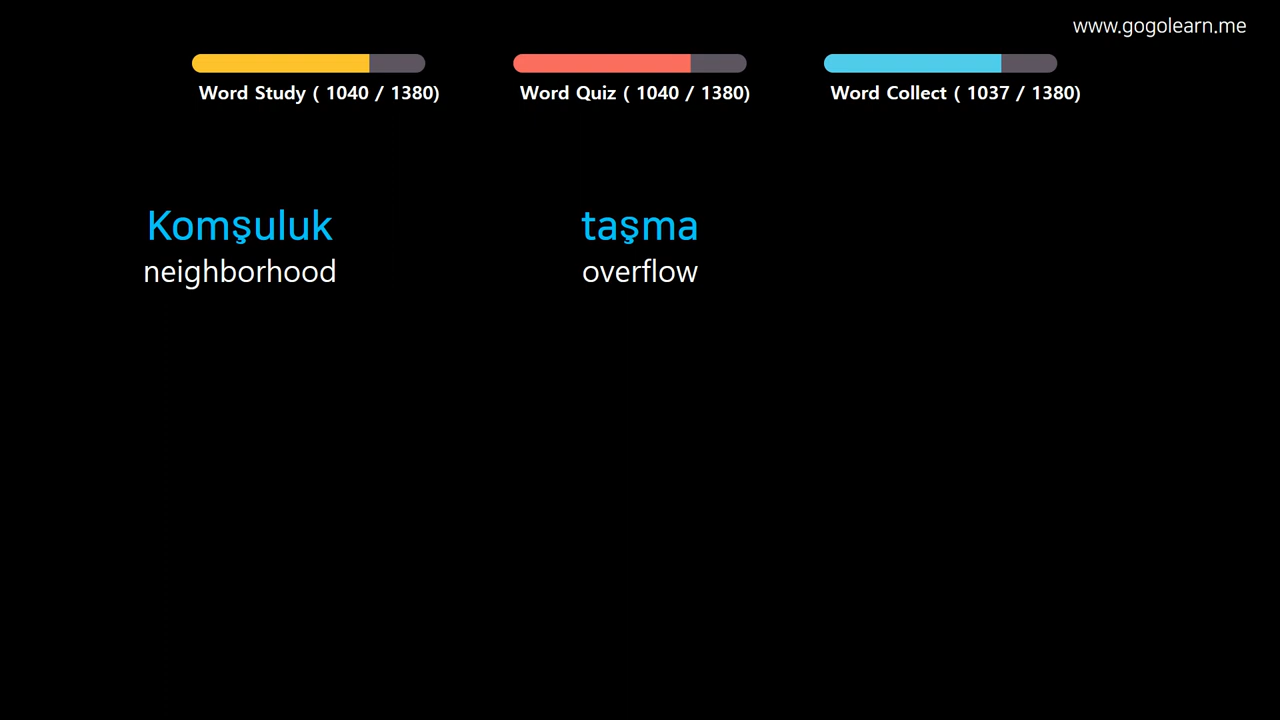 www.gogolearn.me
Word Study ( 1040 / 1380)
Word Quiz ( 1040 / 1380)
Word Collect ( 1037 / 1380)
Komşuluk
neighborhood
taşma
overflow